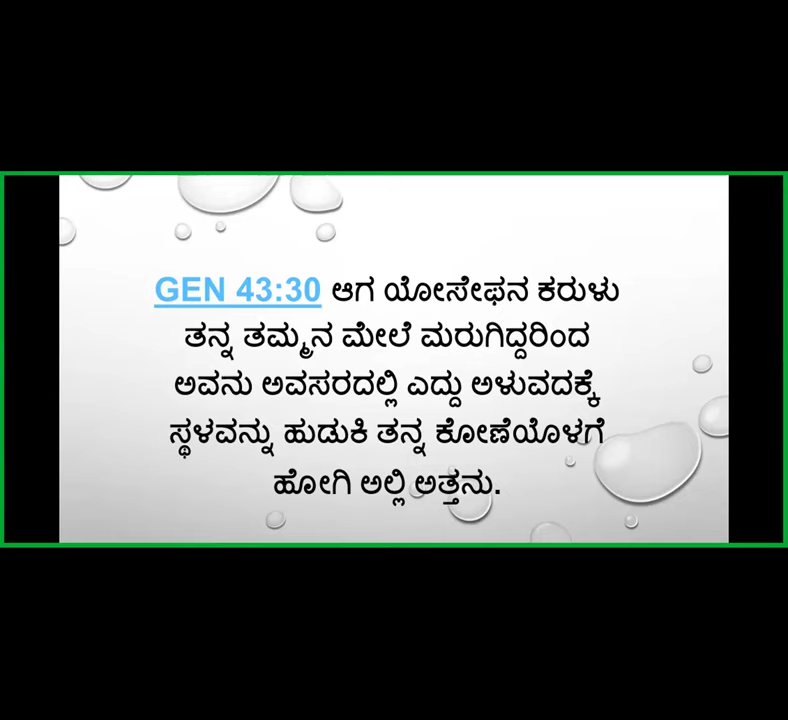 GEN 43:30 ಆಗ ಯೋಸೇಫನ ಕರುಳು
ತನ್ನ ತಮ್ಮನ ಮೇಲೆ ಮರುಗಿದ್ದರಿಂದ
ಅವನು ಅವಸರದಲ್ಲಿ ಎದ್ದು ಅಳುವದಕ್ಕೆ
ಸ್ಥಳವನ್ನು ಹುಡುಕಿ ತನ್ನ ಕೋಣೆಯೊಳಗೆ
ಹೋಗಿ ಅಲ್ಲಿ ಅತ್ತನು.